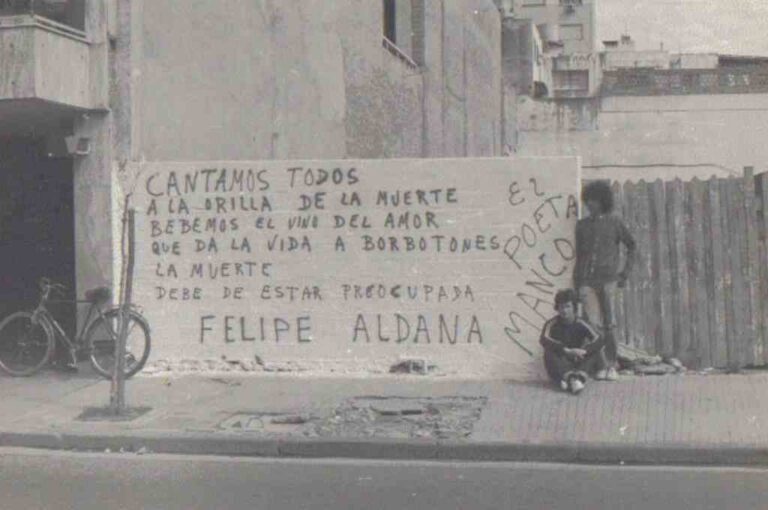 CANTAMOS TODOS
A LA ORILLA DE LA MUERTE
BEBEMOS EL VINO DEL AMOR
QUE DA LA VIDA A BORBOTONES
LA MUERTE
DEBE DE ESTAR PREOCUPADA
FELIPE ALDANA
EL
POETA
MANCO